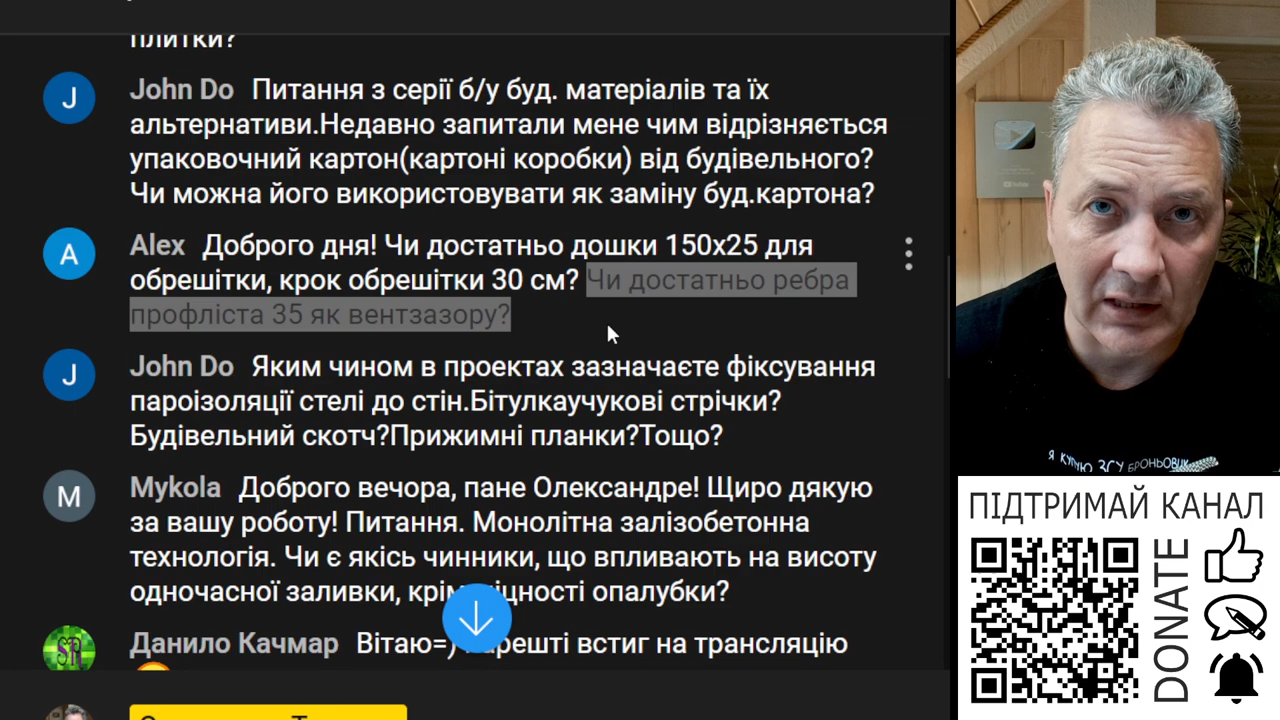 плитки?
John Do Питання з серії б/у буд. матеріалів та їх
альтернативи.Недавно запитали мене чим відрізняється
упаковочний картон(картоні коробки) від будівельного?
Чи можна його використовувати як заміну буд.картона?
Alex Доброго дня! Чи достатньо дошки 150х25 для
обрешітки, крок обрешітки 30 см? Чи достатньо ребра
профліста 35 як вентзазору?
John Do Яким чином в проектах зазначаєте фіксування
пароізоляції стелі до стін.Бітулкаучукові стрічки?
Будівельний скотч?Прижимні планки?Тощо?
Mykola Доброго вечора, пане Олександре! Щиро дякую
за вашу роботу! Питання. Монолітна залізобетонна
технологія. Чи є якісь чинники, що впливають на висоту
одночасної заливки, опалубки?
Данило Качмар Вітаю=) встиг на трансляцію
J
A
J
M
Я КУПУЮ ЗСУ БРОНЬОВИК
ПІДТРИМАЙ КАНАЛ
DONATE